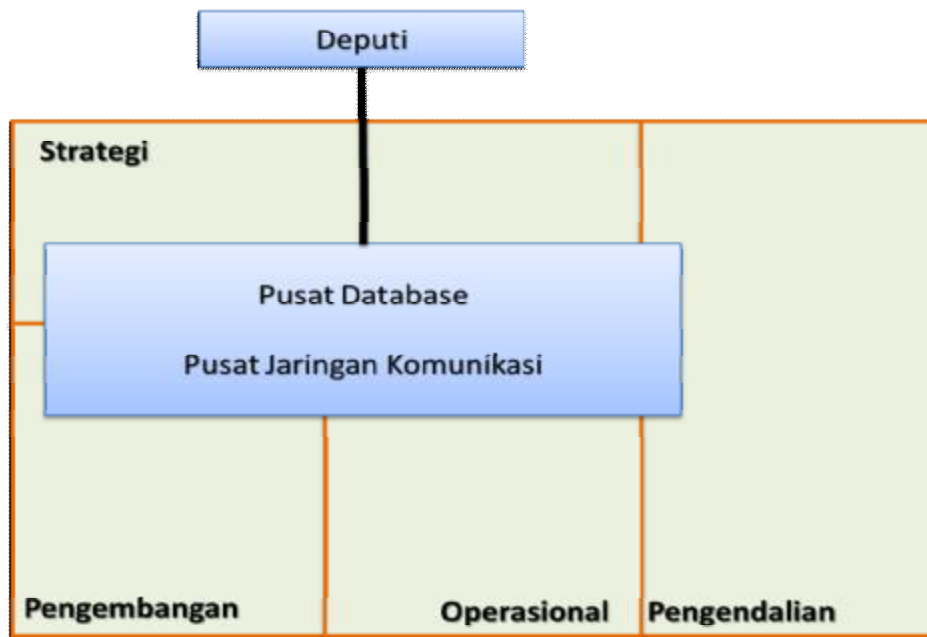 Deputi
Strategi
Pusat Database
Pusat Jaringan Komunikasi
Pengembangan
Operasional
Pengendalian